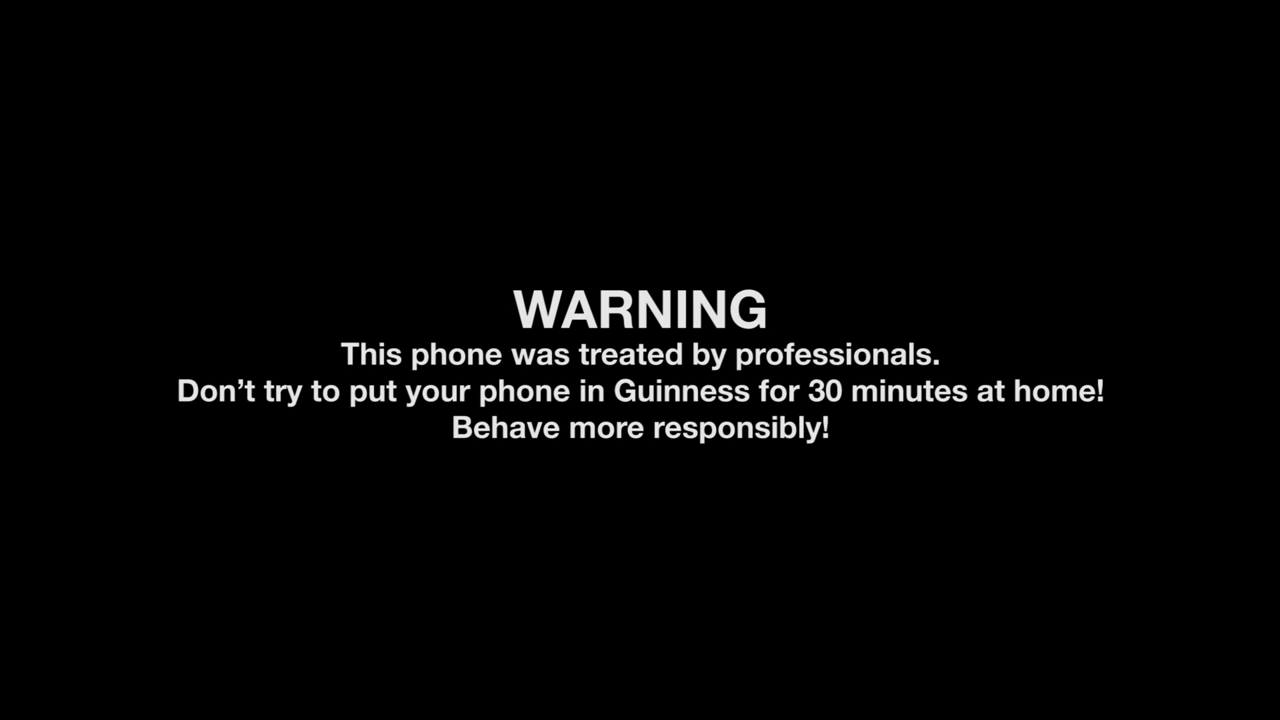 WARNING
This phone was treated by professionals.
Don’t try to put your phone in Guinness for 30 minutes at home!
Behave more responsibly!